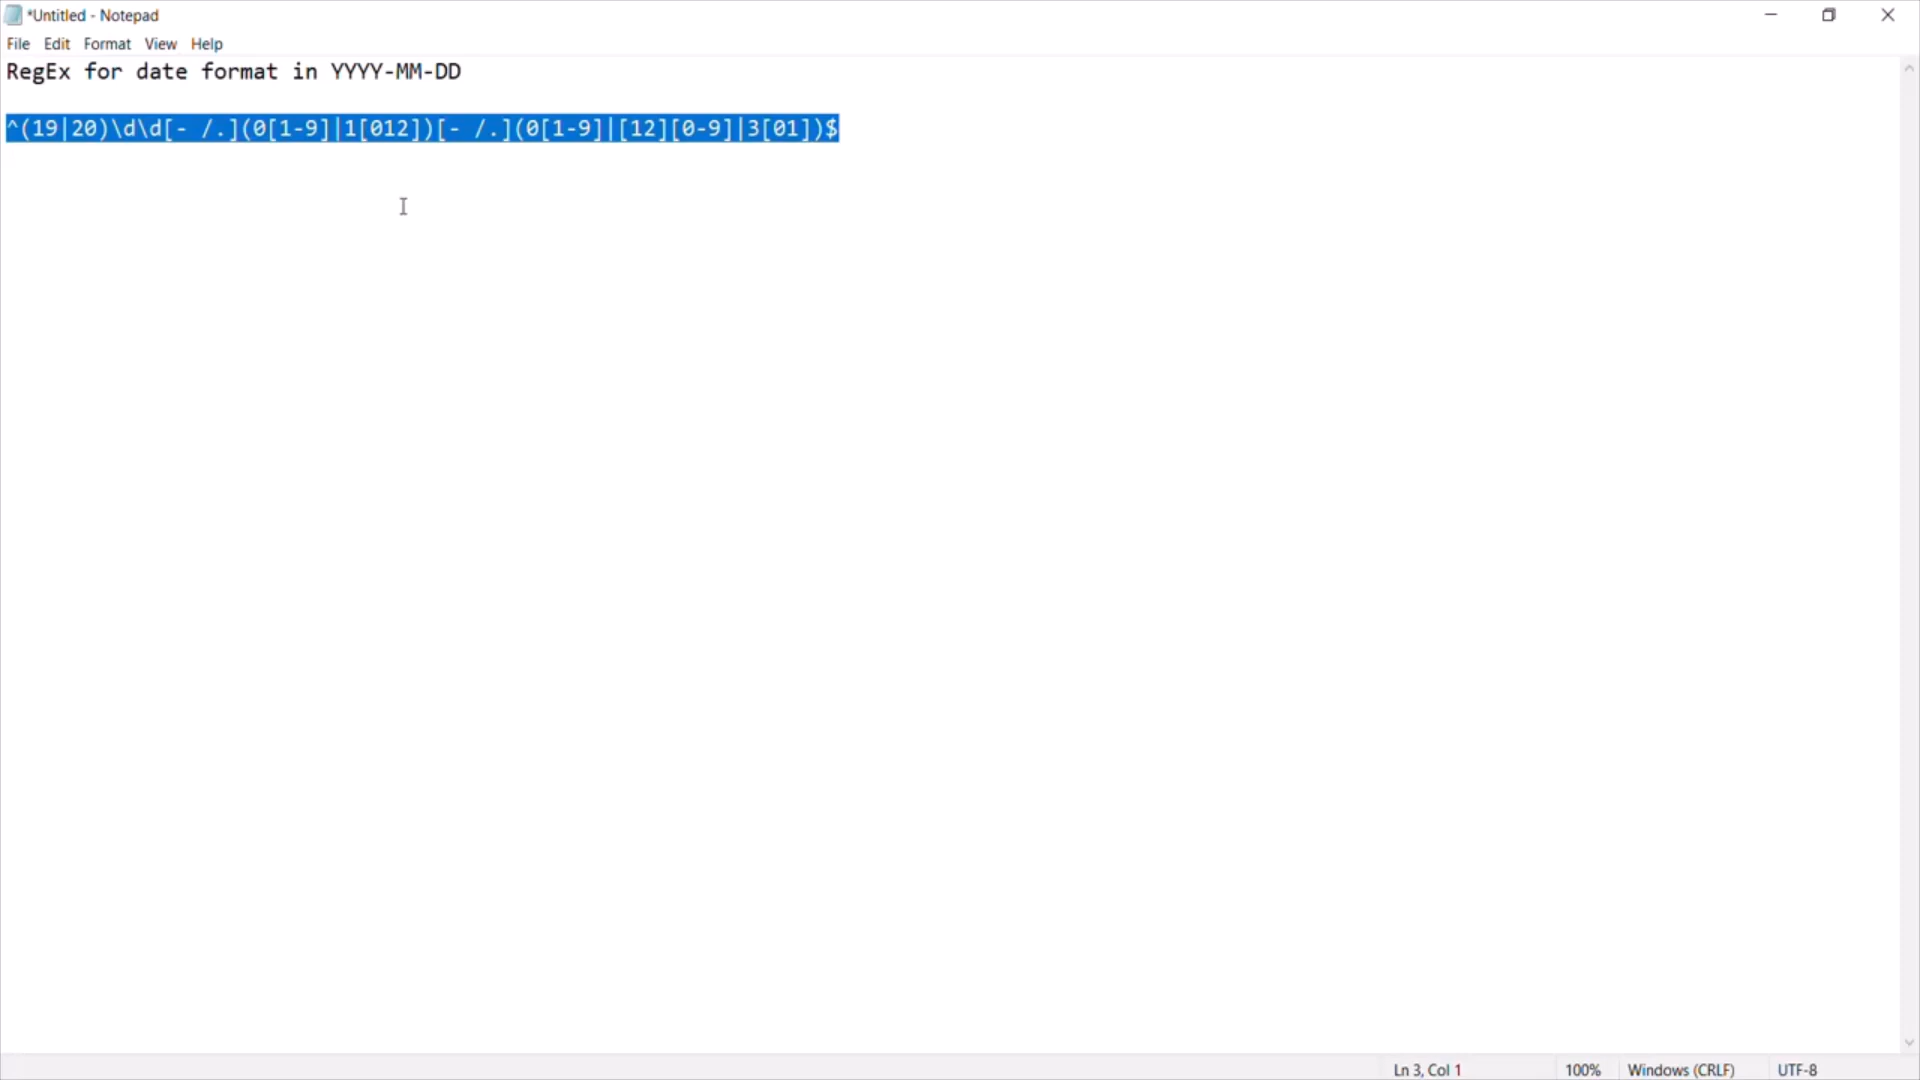 *Untitled - Notepad
File Edit Format View Help
RegEx for date format in YYYY-MM-DD
^(19|20)\d\d[- /.](0[1-9]|1[012])[- /.](0[1-9]|[12][0-9]|3[01])$
Ln 3, Col 1 100% Windows (CRLF) UTF-8